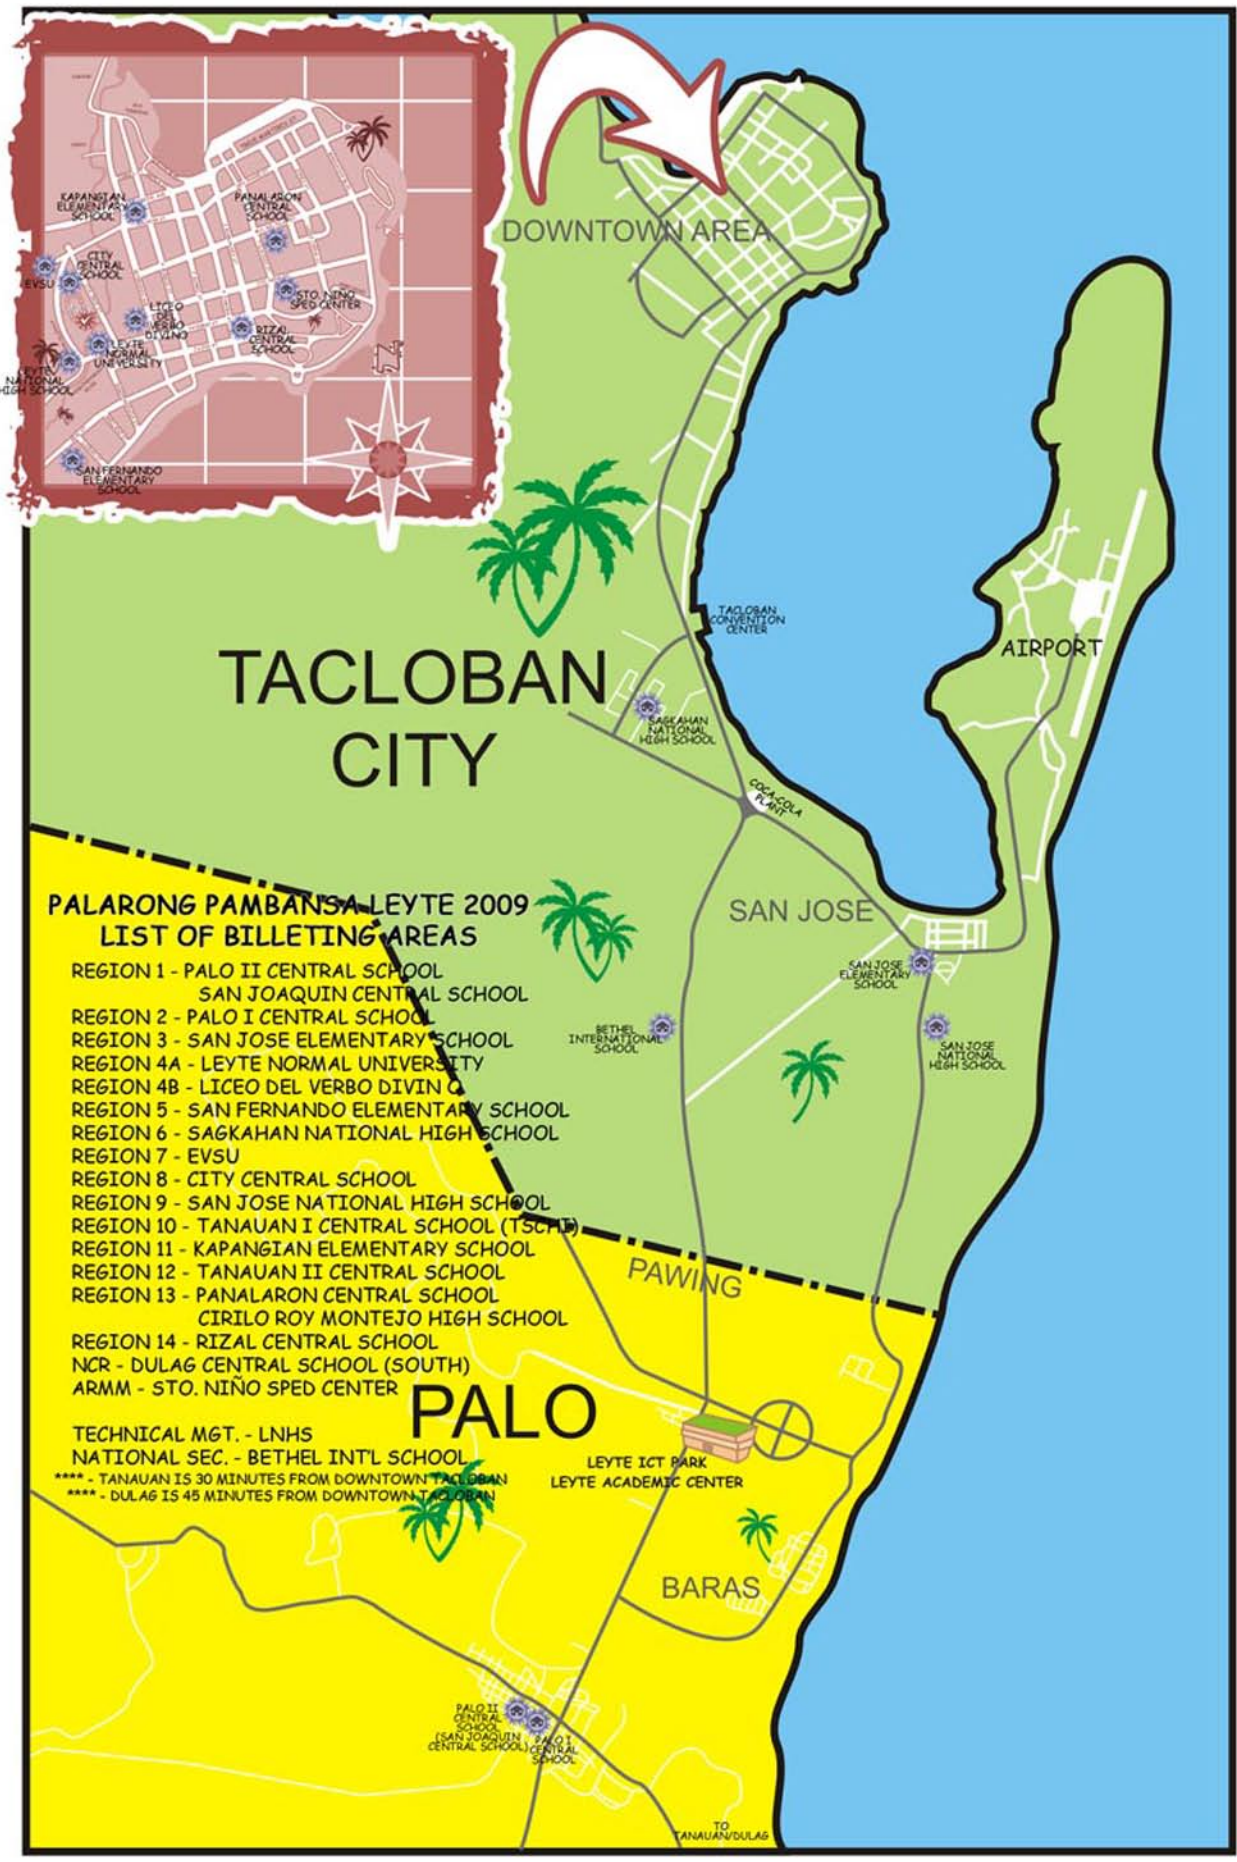 KAPANGIAN
ELEMENTARY
SCHOOL
PANALARON
CENTRAL
SCHOOL
CITY
CENTRAL
SCHOOL
EVSU
LICEO
DEL
VERBO
DIVINO
STO. NIÑO
SPED CENTER
RIZAL
CENTRAL
SCHOOL
LEYTE
NORMAL
UNIVERSITY
LEYTE
NATIONAL
HIGH SCHOOL
SAN FERNANDO
ELEMENTARY
SCHOOL
DOWNTOWN AREA
TACLOBAN
CONVENTION
CENTER
AIRPORT
TACLOBAN
CITY
SAGKAHAN
NATIONAL
HIGH SCHOOL
COCA-COLA
PLANT
SAN JOSE
SAN JOSE
ELEMENTARY
SCHOOL
BETHEL
INTERNATIONAL
SCHOOL
SAN JOSE
NATIONAL
HIGH SCHOOL
PALARONG PAMBANSA LEYTE 2009
LIST OF BILLETING AREAS
REGION 1 - PALO II CENTRAL SCHOOL
SAN JOAQUIN CENTRAL SCHOOL
REGION 2 - PALO I CENTRAL SCHOOL
REGION 3 - SAN JOSE ELEMENTARY SCHOOL
REGION 4A - LEYTE NORMAL UNIVERSITY
REGION 4B - LICEO DEL VERBO DIVIN O
REGION 5 - SAN FERNANDO ELEMENTARY SCHOOL
REGION 6 - SAGKAHAN NATIONAL HIGH SCHOOL
REGION 7 - EVSU
REGION 8 - CITY CENTRAL SCHOOL
REGION 9 - SAN JOSE NATIONAL HIGH SCHOOL
REGION 10 - TANAUAN I CENTRAL SCHOOL (TSCHI)
REGION 11 - KAPANGIAN ELEMENTARY SCHOOL
REGION 12 - TANAUAN II CENTRAL SCHOOL
REGION 13 - PANALARON CENTRAL SCHOOL
CIRILO ROY MONTEJO HIGH SCHOOL
REGION 14 - RIZAL CENTRAL SCHOOL
NCR - DULAG CENTRAL SCHOOL (SOUTH)
ARMM - STO. NIÑO SPED CENTER
TECHNICAL MGT. - LNHS
NATIONAL SEC. - BETHEL INT'L SCHOOL
**** - TANAUAN IS 30 MINUTES FROM DOWNTOWN TACLOBAN
**** - DULAG IS 45 MINUTES FROM DOWNTOWN TACLOBAN
PAWING
PALO
LEYTE ICT PARK
LEYTE ACADEMIC CENTER
BARAS
PALO II
CENTRAL
SCHOOL
(SAN JOAQUIN
CENTRAL SCHOOL)
PALO I
CENTRAL
SCHOOL
TO
TANAUAN/DULAG